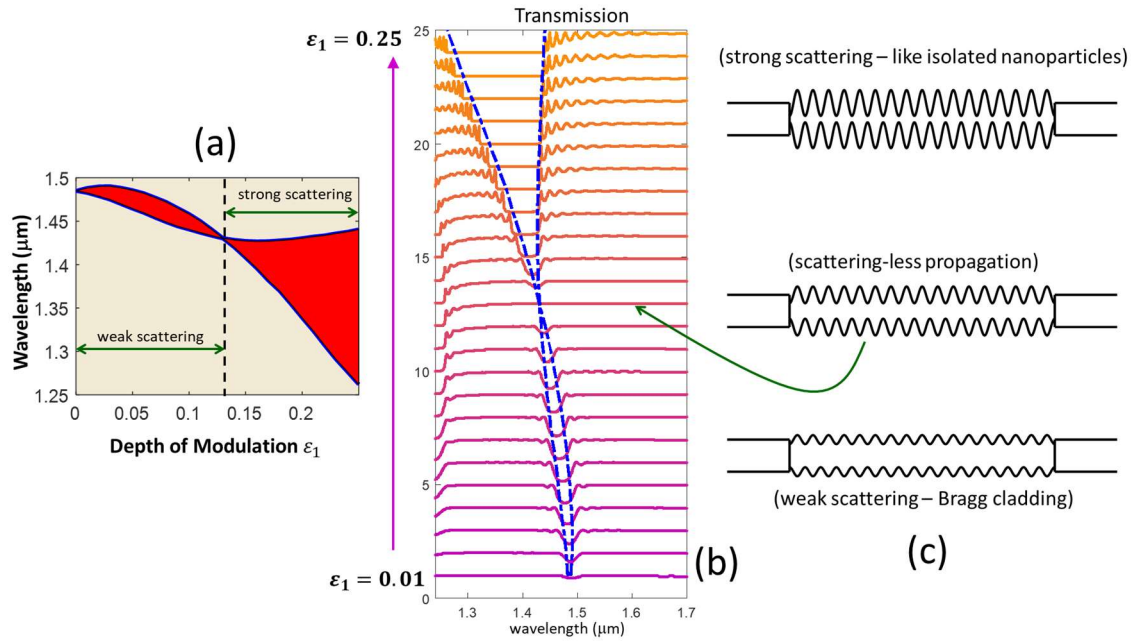 Transmission
ε₁ = 0.25
25
20
15
10
5
0
ε₁ = 0.01
1.3
1.4
1.5
1.6
1.7
wavelength (μm)
(b)
(a)
1.5
1.45
1.4
1.35
1.3
1.25
0
0.05
0.1
0.15
0.2
Wavelength (μm)
Depth of Modulation ε₁
strong scattering
weak scattering
(strong scattering – like isolated nanoparticles)
(scattering-less propagation)
(weak scattering – Bragg cladding)
(c)